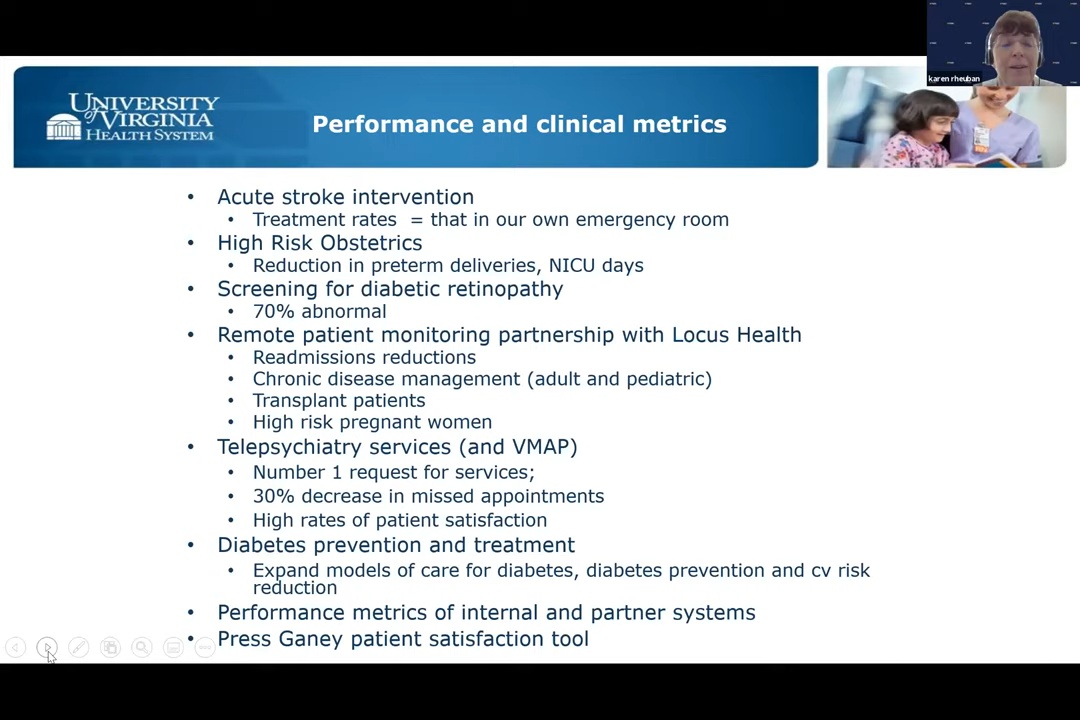 UNIVERSITY
of VIRGINIA
HEALTH SYSTEM
Performance and clinical metrics
karen rheuban
• Acute stroke intervention
• Treatment rates = that in our own emergency room
• High Risk Obstetrics
• Reduction in preterm deliveries, NICU days
• Screening for diabetic retinopathy
• 70% abnormal
• Remote patient monitoring partnership with Locus Health
• Readmissions reductions
• Chronic disease management (adult and pediatric)
• Transplant patients
• High risk pregnant women
• Telepsychiatry services (and VMAP)
• Number 1 request for services;
• 30% decrease in missed appointments
• High rates of patient satisfaction
• Diabetes prevention and treatment
• Expand models of care for diabetes, diabetes prevention and cv risk
reduction
• Performance metrics of internal and partner systems
• Press Ganey patient satisfaction tool